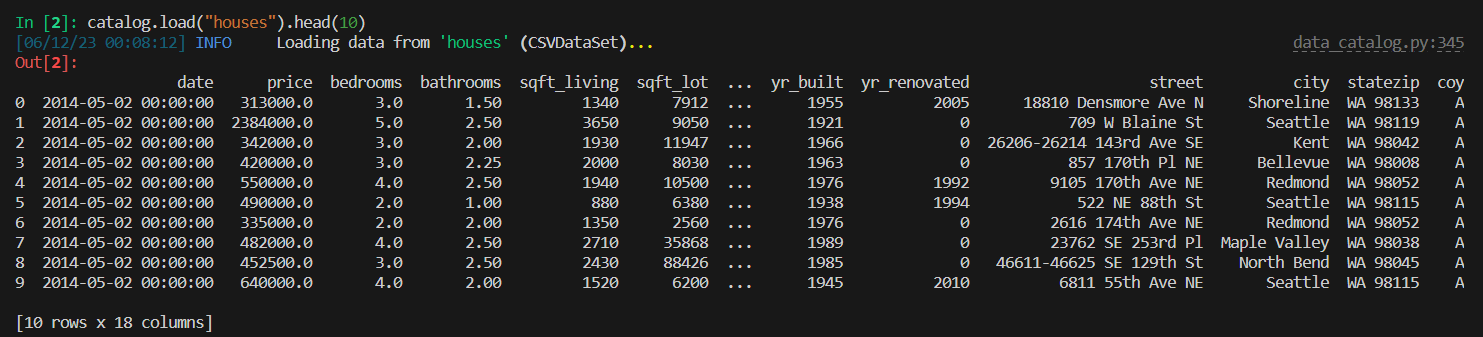 In [2]: catalog.load("houses").head(10)
[06/12/23 00:08:12] INFO     Loading data from 'houses' (CSVDataSet)...     data_catalog.py:345
Out[2]:
                  date      price  bedrooms  bathrooms  sqft_living  sqft_lot  ...  yr_built  yr_renovated                    street          city  statezip  coy
0  2014-05-02 00:00:00   313000.0       3.0       1.50         1340      7912  ...      1955          2005      18810 Densmore Ave N     Shoreline  WA 98133    A
1  2014-05-02 00:00:00  2384000.0       5.0       2.50         3650      9050  ...      1921             0           709 W Blaine St       Seattle  WA 98119    A
2  2014-05-02 00:00:00   342000.0       3.0       2.00         1930     11947  ...      1966             0  26206-26214 143rd Ave SE          Kent  WA 98042    A
3  2014-05-02 00:00:00   420000.0       3.0       2.25         2000      8030  ...      1963             0           857 170th Pl NE      Bellevue  WA 98008    A
4  2014-05-02 00:00:00   550000.0       4.0       2.50         1940     10500  ...      1976          1992         9105 170th Ave NE       Redmond  WA 98052    A
5  2014-05-02 00:00:00   490000.0       2.0       1.00          880      6380  ...      1938          1994            522 NE 88th St       Seattle  WA 98115    A
6  2014-05-02 00:00:00   335000.0       2.0       2.00         1350      2560  ...      1976             0         2616 174th Ave NE       Redmond  WA 98052    A
7  2014-05-02 00:00:00   482000.0       4.0       2.50         2710     35868  ...      1989             0         23762 SE 253rd Pl  Maple Valley  WA 98038    A
8  2014-05-02 00:00:00   452500.0       3.0       2.50         2430     88426  ...      1985             0   46611-46625 SE 129th St    North Bend  WA 98045    A
9  2014-05-02 00:00:00   640000.0       4.0       2.00         1520      6200  ...      1945          2010          6811 55th Ave NE       Seattle  WA 98115    A
[10 rows x 18 columns]